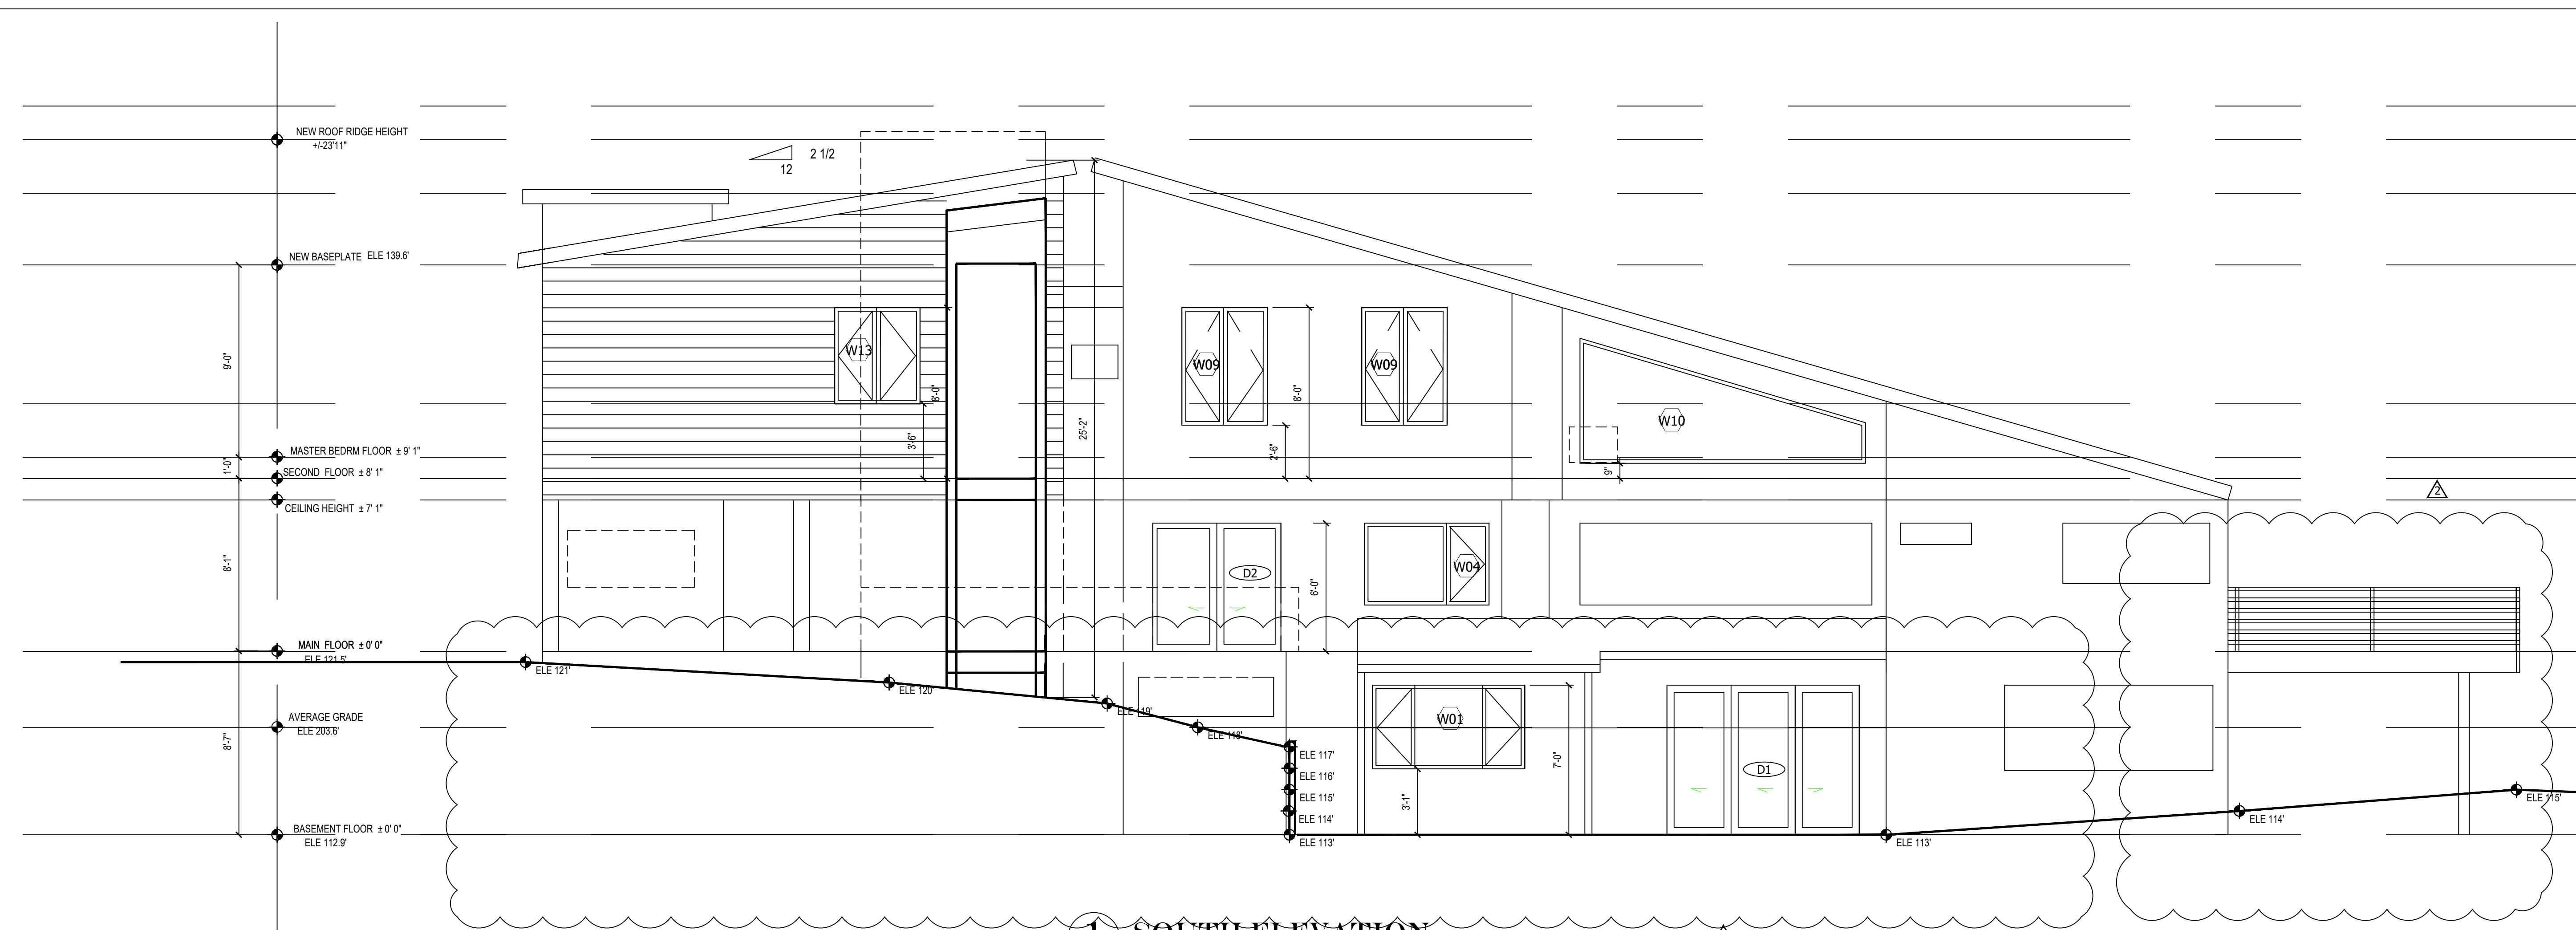 NEW ROOF RIDGE HEIGHT
+/-23'11"
2 1/2
12
NEW BASEPLATE ELE 139.6'
9'-0"
W13
W09
W09
8'-0"
8'-0"
W10
25'-2"
3'-6"
2'-6"
9"
MASTER BEDRM FLOOR ± 9' 1"
1'-0"
SECOND FLOOR ± 8' 1"
CEILING HEIGHT ± 7' 1"
2
8'-1"
D2
W04
6'-0"
MAIN FLOOR ± 0' 0"
ELE 121.5'
ELE 121'
ELE 120'
ELE 119'
ELE 118'
AVERAGE GRADE
ELE 203.6'
8'-7"
W01
7'-0"
D1
3'-1"
ELE 117'
ELE 116'
ELE 115'
ELE 114'
ELE 113'
ELE 113'
ELE 114'
ELE 115'
BASEMENT FLOOR ± 0' 0"
ELE 112.9'
1 SOUTH ELEVATION